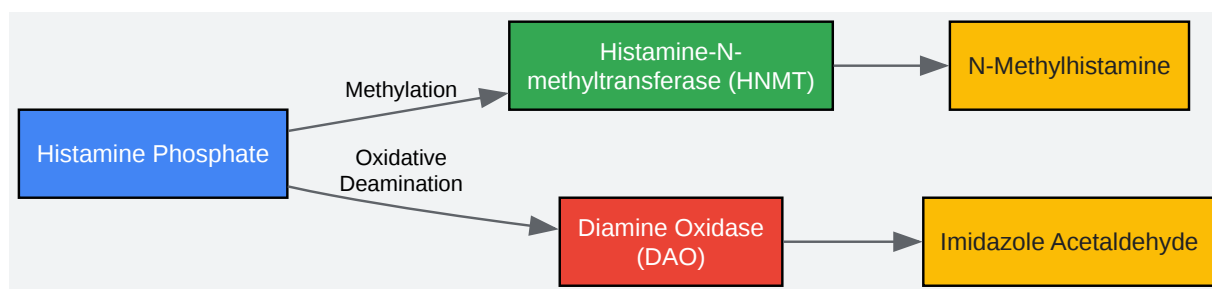 Histamine Phosphate
Methylation
Oxidative
Deamination
Histamine-N-
methyltransferase (HNMT)
N-Methylhistamine
Diamine Oxidase
(DAO)
Imidazole Acetaldehyde